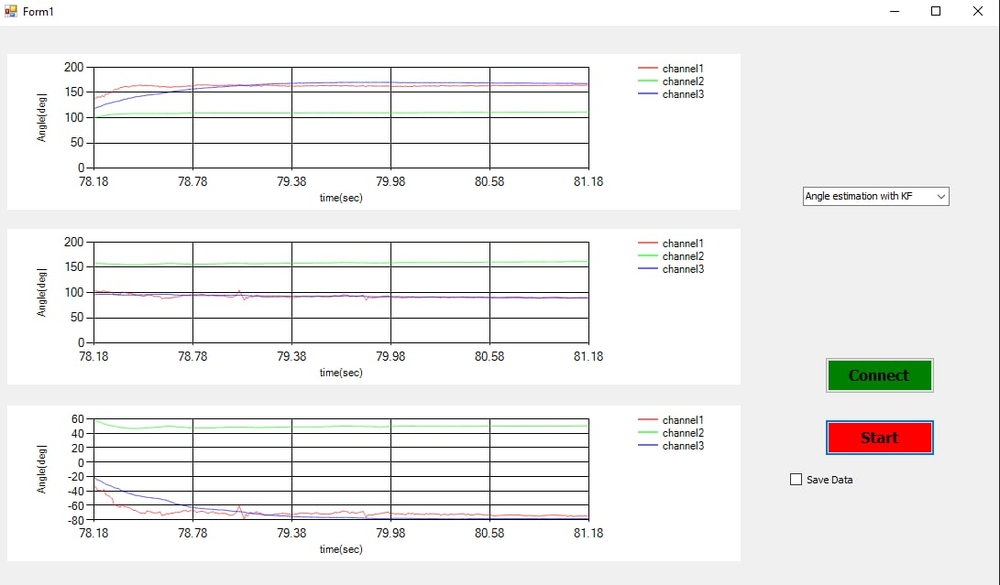 Form1
200
150
100
50
0
Angle[deg]
78.18 78.78 79.38 79.98 80.58 81.18
time(sec)
channel1
channel2
channel3
Angle estimation with KF
200
150
100
50
0
Angle[deg]
78.18 78.78 79.38 79.98 80.58 81.18
time(sec)
channel1
channel2
channel3
Connect
60
40
20
0
-20
-40
-60
-80
Angle[deg]
78.18 78.78 79.38 79.98 80.58 81.18
time(sec)
channel1
channel2
channel3
Start
Save Data